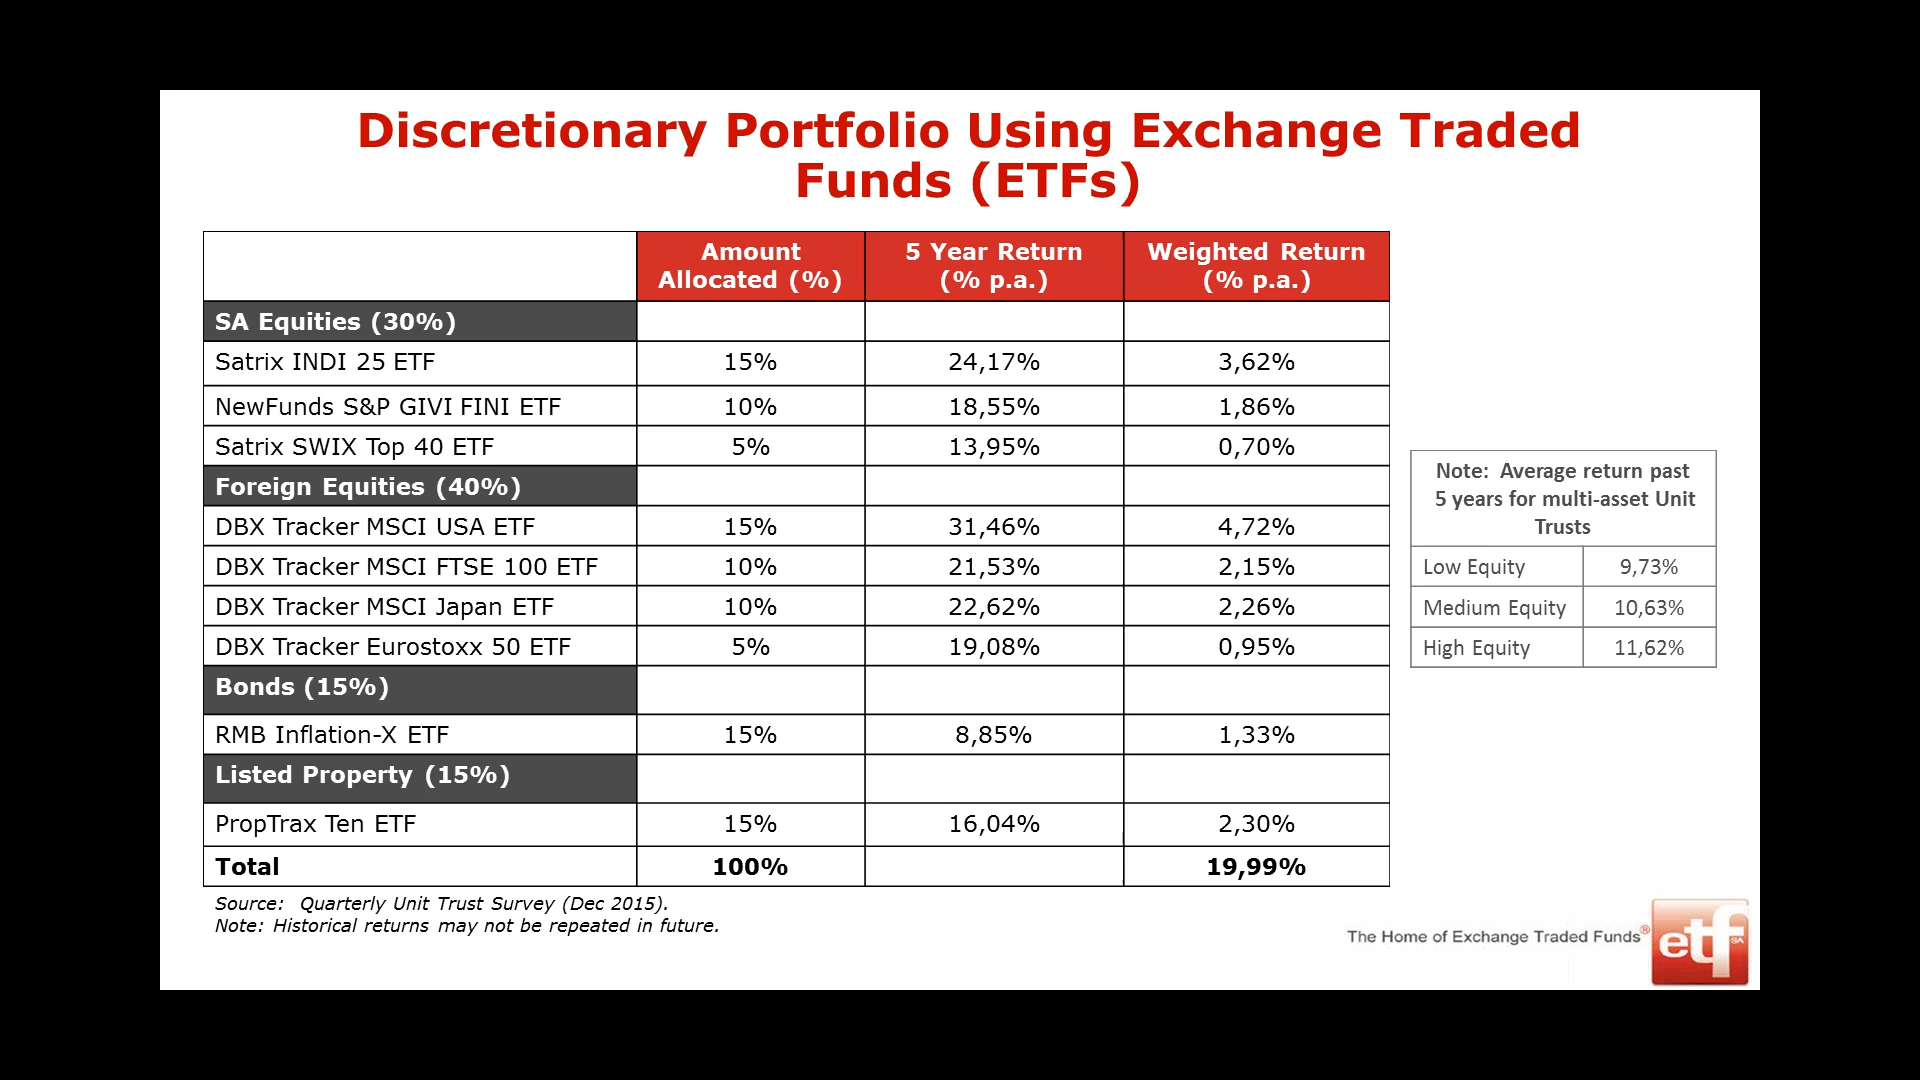 Discretionary Portfolio Using Exchange Traded
Funds (ETFs)
Amount Allocated (%) 5 Year Return (% p.a.) Weighted Return (% p.a.)
SA Equities (30%)
Satrix INDI 25 ETF 15% 24,17% 3,62%
NewFunds S&P GIVI FINI ETF 10% 18,55% 1,86%
Satrix SWIX Top 40 ETF 5% 13,95% 0,70%
Foreign Equities (40%)
DBX Tracker MSCI USA ETF 15% 31,46% 4,72%
DBX Tracker MSCI FTSE 100 ETF 10% 21,53% 2,15%
DBX Tracker MSCI Japan ETF 10% 22,62% 2,26%
DBX Tracker Eurostoxx 50 ETF 5% 19,08% 0,95%
Bonds (15%)
RMB Inflation-X ETF 15% 8,85% 1,33%
Listed Property (15%)
PropTrax Ten ETF 15% 16,04% 2,30%
Total 100% 19,99%
Source: Quarterly Unit Trust Survey (Dec 2015).
Note: Historical returns may not be repeated in future.
Note: Average return past
5 years for multi-asset Unit
Trusts
Low Equity 9,73%
Medium Equity 10,63%
High Equity 11,62%
The Home of Exchange Traded Funds®
etf SA